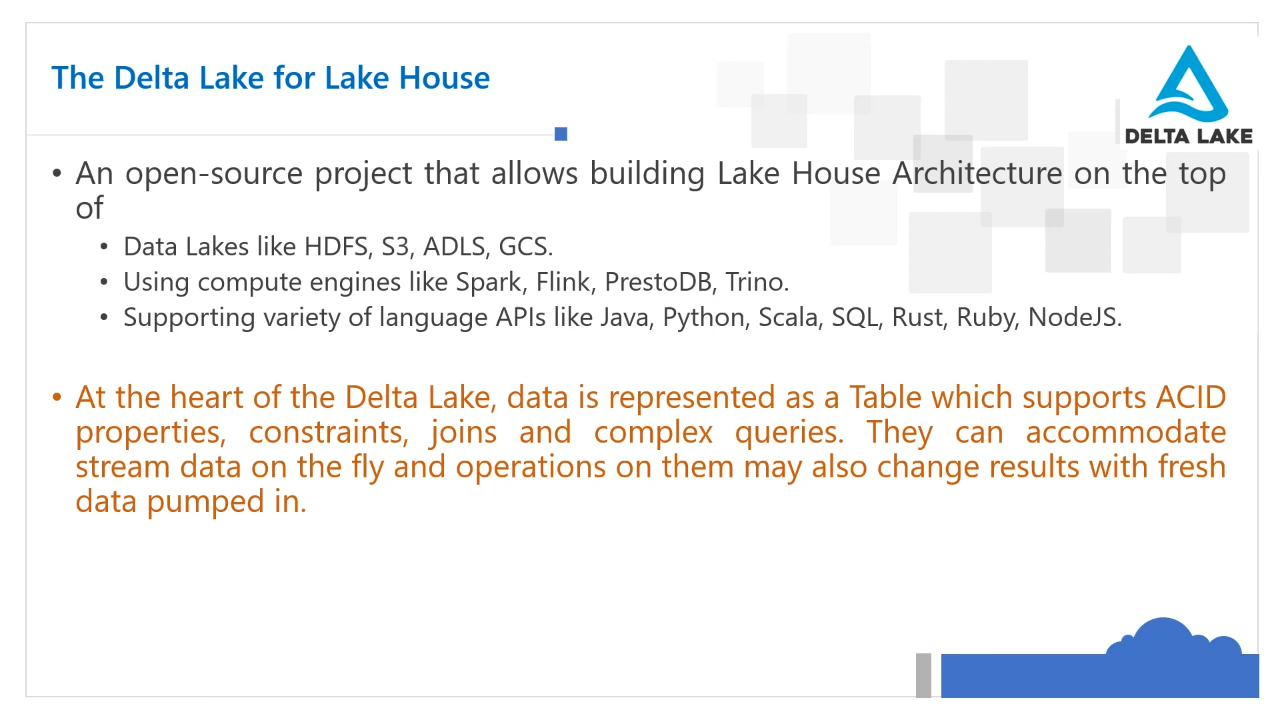 The Delta Lake for Lake House
DELTA LAKE
• An open-source project that allows building Lake House Architecture on the top
of
• Data Lakes like HDFS, S3, ADLS, GCS.
• Using compute engines like Spark, Flink, PrestoDB, Trino.
• Supporting variety of language APIs like Java, Python, Scala, SQL, Rust, Ruby, NodeJS.
• At the heart of the Delta Lake, data is represented as a Table which supports ACID
properties, constraints, joins and complex queries. They can accommodate
stream data on the fly and operations on them may also change results with fresh
data pumped in.